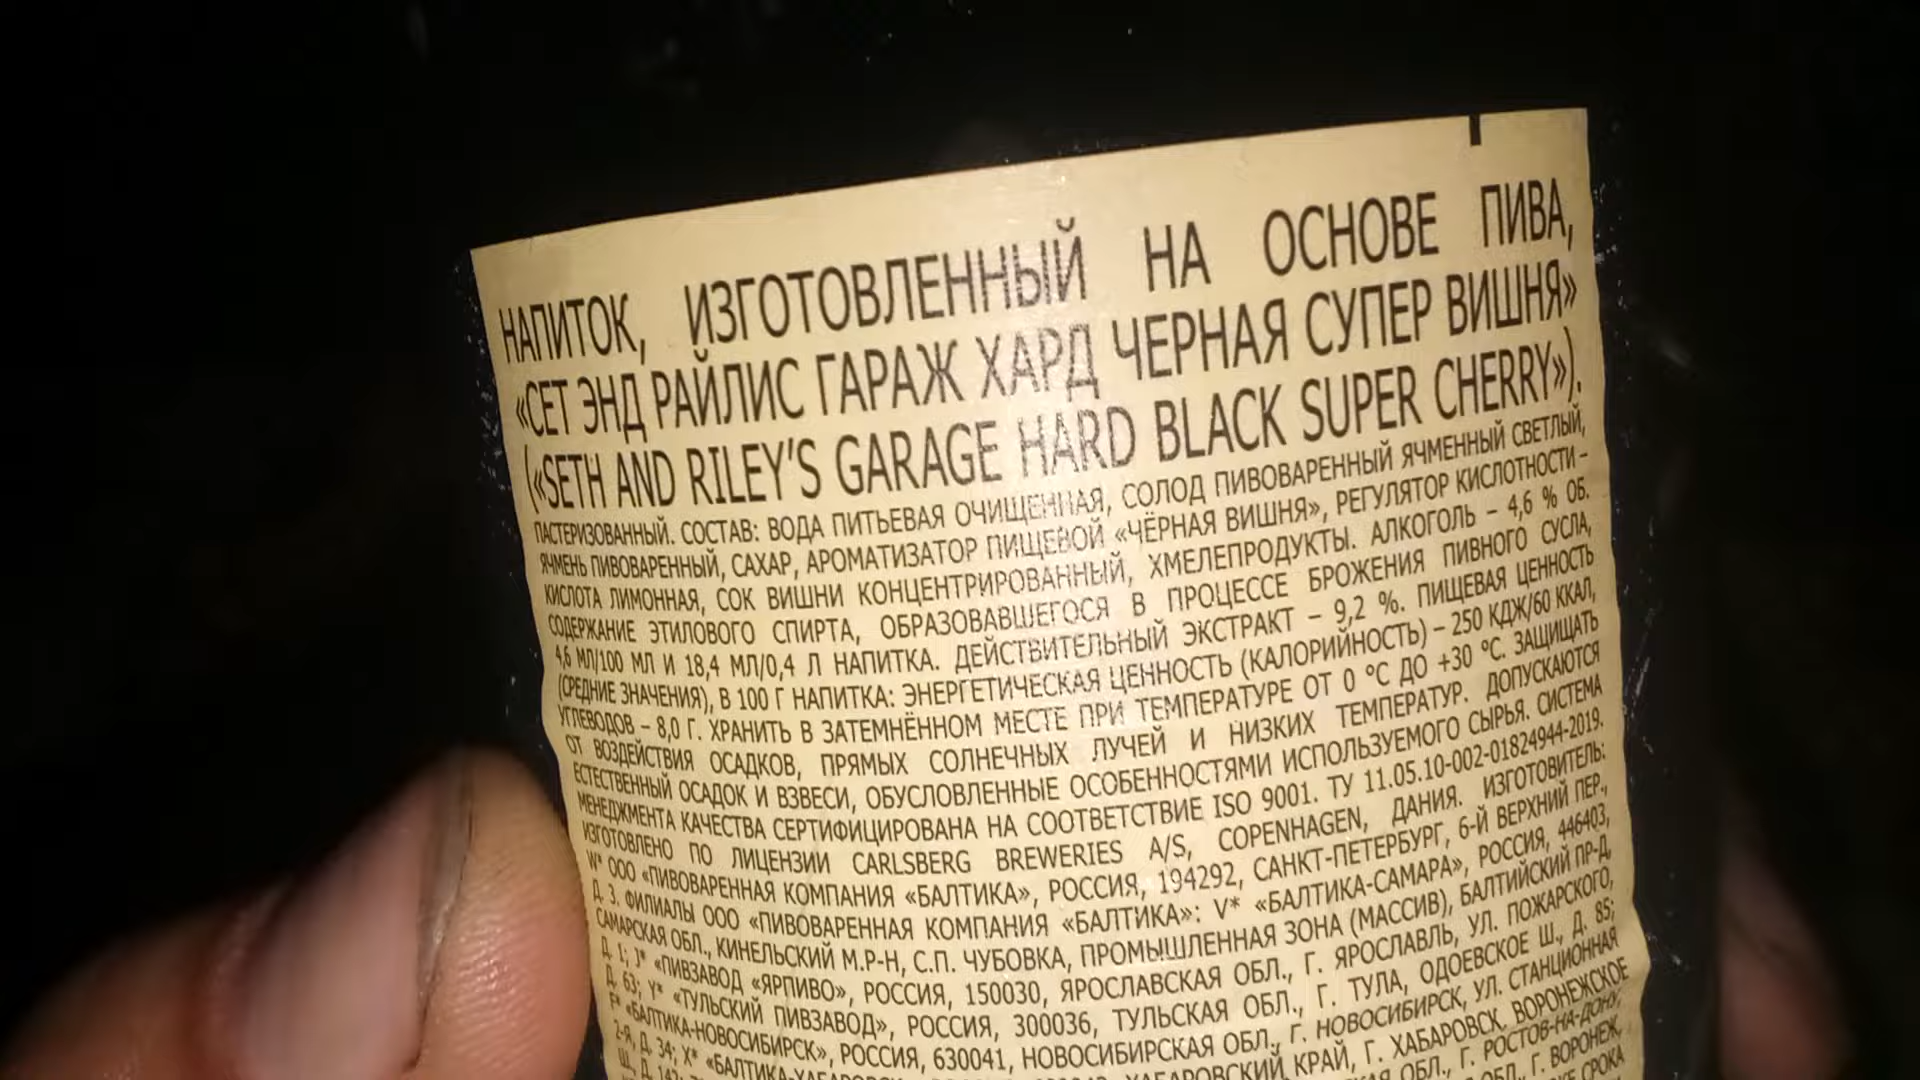 НАПИТОК, ИЗГОТОВЛЕННЫЙ НА ОСНОВЕ ПИВА,
«СЕТ ЭНД РАЙЛИС ГАРАЖ ХАРД ЧЕРНАЯ СУПЕР ВИШНЯ»
(«SETH AND RILEY'S GARAGE HARD BLACK SUPER CHERRY»).
ПАСТЕРИЗОВАННЫЙ. СОСТАВ: ВОДА ПИТЬЕВАЯ ОЧИЩЕННАЯ, СОЛОД ПИВОВАРЕННЫЙ ЯЧМЕННЫЙ СВЕТЛЫЙ,
ЯЧМЕНЬ ПИВОВАРЕННЫЙ, САХАР, АРОМАТИЗАТОР ПИЩЕВОЙ «ЧЁРНАЯ ВИШНЯ», РЕГУЛЯТОР КИСЛОТНОСТИ –
КИСЛОТА ЛИМОННАЯ, СОК ВИШНИ КОНЦЕНТРИРОВАННЫЙ, ХМЕЛЕПРОДУКТЫ. АЛКОГОЛЬ – 4,6 % ОБ.
СОДЕРЖАНИЕ ЭТИЛОВОГО СПИРТА, ОБРАЗОВАВШЕГОСЯ В ПРОЦЕССЕ БРОЖЕНИЯ ПИВНОГО СУСЛА,
4,6 МЛ/100 МЛ И 18,4 МЛ/0,4 Л НАПИТКА. ДЕЙСТВИТЕЛЬНЫЙ ЭКСТРАКТ – 9,2 %. ПИЩЕВАЯ ЦЕННОСТЬ
(СРЕДНИЕ ЗНАЧЕНИЯ), В 100 Г НАПИТКА: ЭНЕРГЕТИЧЕСКАЯ ЦЕННОСТЬ (КАЛОРИЙНОСТЬ) – 250 КДЖ/60 ККАЛ,
УГЛЕВОДОВ – 8,0 Г. ХРАНИТЬ В ЗАТЕМНЁННОМ МЕСТЕ ПРИ ТЕМПЕРАТУРЕ ОТ 0 °С ДО +30 °С. ЗАЩИЩАТЬ
ОТ ВОЗДЕЙСТВИЯ ОСАДКОВ, ПРЯМЫХ СОЛНЕЧНЫХ ЛУЧЕЙ И НИЗКИХ ТЕМПЕРАТУР. ДОПУСКАЮТСЯ
ЕСТЕСТВЕННЫЙ ОСАДОК И ВЗВЕСИ, ОБУСЛОВЛЕННЫЕ ОСОБЕННОСТЯМИ ИСПОЛЬЗУЕМОГО СЫРЬЯ. СИСТЕМА
МЕНЕДЖМЕНТА КАЧЕСТВА СЕРТИФИЦИРОВАНА НА СООТВЕТСТВИЕ ISO 9001. ТУ 11.05.10-002-01824944-2019.
ИЗГОТОВЛЕНО ПО ЛИЦЕНЗИИ CARLSBERG BREWERIES A/S, COPENHAGEN, ДАНИЯ. ИЗГОТОВИТЕЛЬ:
W* ООО «ПИВОВАРЕННАЯ КОМПАНИЯ «БАЛТИКА», РОССИЯ, 194292, САНКТ-ПЕТЕРБУРГ, 6-Й ВЕРХНИЙ ПЕР.,
Д. 3. ФИЛИАЛЫ ООО «ПИВОВАРЕННАЯ КОМПАНИЯ «БАЛТИКА»: V* «БАЛТИКА-САМАРА», РОССИЯ, 446403,
САМАРСКАЯ ОБЛ., КИНЕЛЬСКИЙ М.Р-Н, С.П. ЧУБОВКА, ПРОМЫШЛЕННАЯ ЗОНА (МАССИВ), БАЛТИЙСКИЙ ПР-Д,
Д. 1; J* «ПИВЗАВОД «ЯРПИВО», РОССИЯ, 150030, ЯРОСЛАВСКАЯ ОБЛ., Г. ЯРОСЛАВЛЬ, УЛ. ПОЖАРСКОГО,
Д. 63; Y* «ТУЛЬСКИЙ ПИВЗАВОД», РОССИЯ, 300036, ТУЛЬСКАЯ ОБЛ., Г. ТУЛА, ОДОЕВСКОЕ Ш., Д. 85;
F* «БАЛТИКА-НОВОСИБИРСК», РОССИЯ, 630041, НОВОСИБИРСКАЯ ОБЛ., Г. НОВОСИБИРСК, УЛ. СТАНЦИОННАЯ
2-Я, Д. 34; X* «БАЛТИКА-ХАБАРОВСК», ХАБАРОВСКИЙ КРАЙ, Г. ХАБАРОВСК, ВОРОНЕЖСКОЕ
Ш., Д. 142; ОБЛ., Г. РОСТОВ-НА-ДОНУ,
ОБЛ., Г. ВОРОНЕЖ,
СРОКА